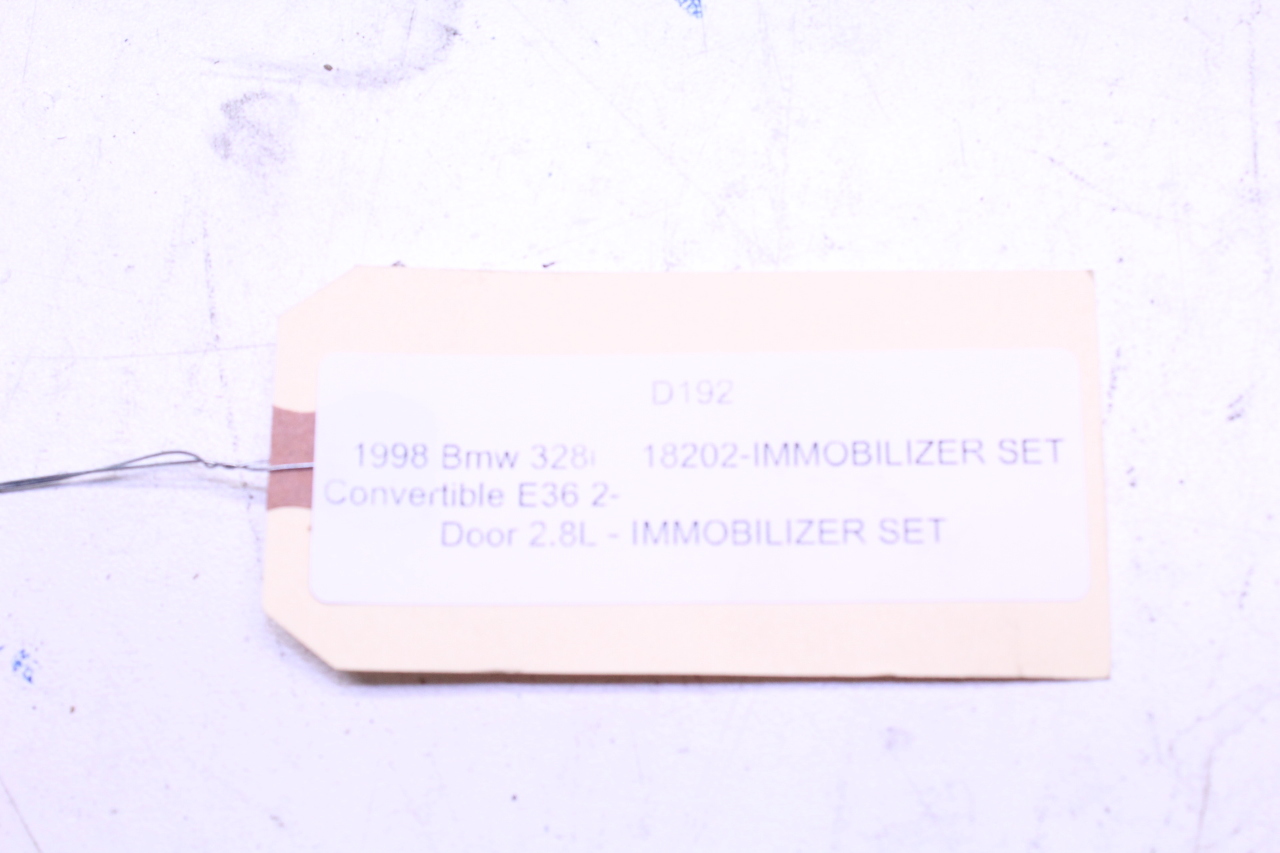 D192
1998 Bmw 328i 18202-IMMOBILIZER SET
Convertible E36 2-
Door 2.8L - IMMOBILIZER SET